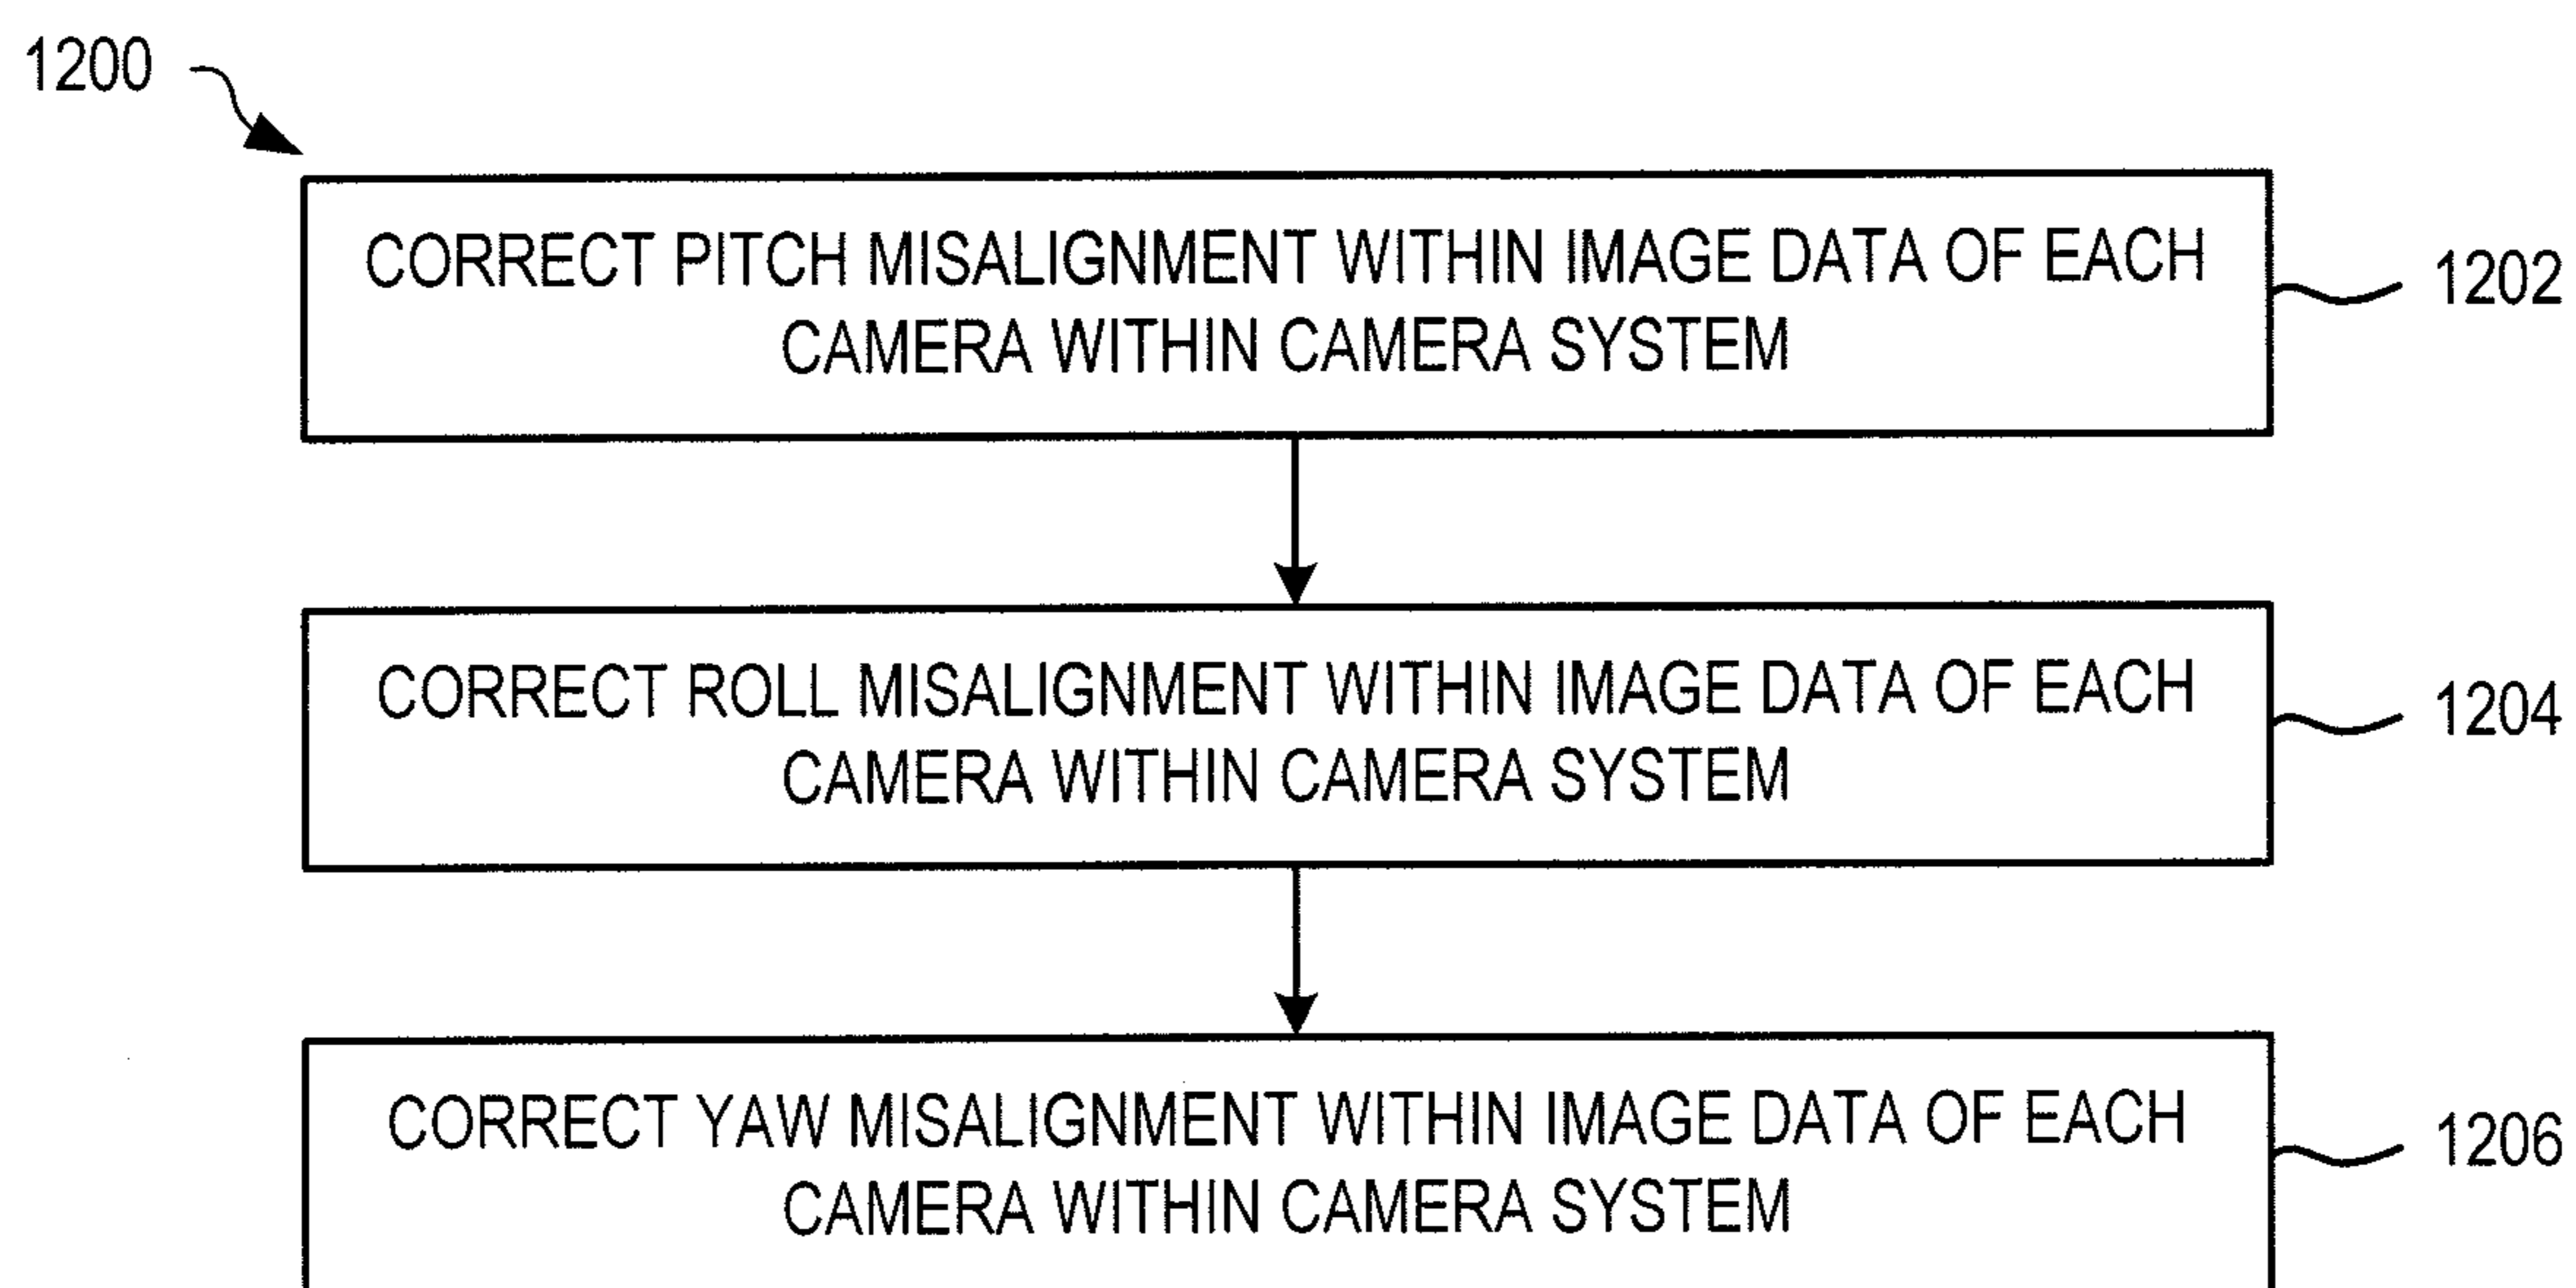 1200
CORRECT PITCH MISALIGNMENT WITHIN IMAGE DATA OF EACH
CAMERA WITHIN CAMERA SYSTEM
1202
CORRECT ROLL MISALIGNMENT WITHIN IMAGE DATA OF EACH
CAMERA WITHIN CAMERA SYSTEM
1204
CORRECT YAW MISALIGNMENT WITHIN IMAGE DATA OF EACH
CAMERA WITHIN CAMERA SYSTEM
1206